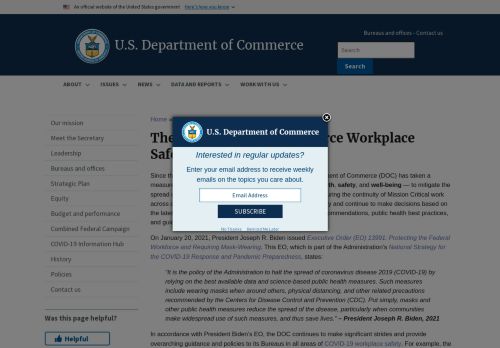 An official website of the United States government Here's how you know
U.S. Department of Commerce
Bureaus and offices - Contact us
Search
Search
ABOUT ISSUES NEWS DATA AND REPORTS WORK WITH US
Our mission
Meet the Secretary
Leadership
Bureaus and offices
Strategic Plan
Equity
Budget and performance
Combined Federal Campaign
COVID-19 Information Hub
History
Policies
Contact us
Was this page helpful?
Helpful
Home »
The
rce Workplace
Safe
Since the
t of Commerce (DOC) has taken a
measure
th, safety, and well-being — to mitigate the
spread
uring the continuity of Mission Critical work
across
y and continue to make decisions based on
the late
mmendations, public health best practices,
and gui
U.S. Department of Commerce
Interested in regular updates?
Enter your email address to receive weekly
emails on the topics you care about.
Email Address
SUBSCRIBE
No Thanks Remind Me Later
On January 20, 2021, President Joseph R. Biden issued Executive Order (EO) 13991: Protecting the Federal
Workforce and Requiring Mask-Wearing. This EO, which is part of the Administration's National Strategy for
the COVID-19 Response and Pandemic Preparedness, states:
"It is the policy of the Administration to halt the spread of coronavirus disease 2019 (COVID-19) by
relying on the best available data and science-based public health measures. Such measures
include wearing masks when around others, physical distancing, and other related precautions
recommended by the Centers for Disease Control and Prevention (CDC). Put simply, masks and
other public health measures reduce the spread of the disease, particularly when communities
make widespread use of such measures, and thus save lives." – President Joseph R. Biden, 2021
In accordance with President Biden's EO, the DOC continues to make significant strides and provide
overarching guidance and policies to its Bureaus in all areas of COVID-19 workplace safety. For example, the